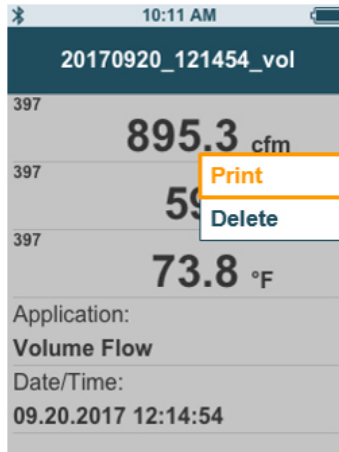 10:11 AM
20170920_121454_vol
397
895.3 cfm
397
Print
Delete
397
73.8 °F
Application:
Volume Flow
Date/Time:
09.20.2017 12:14:54